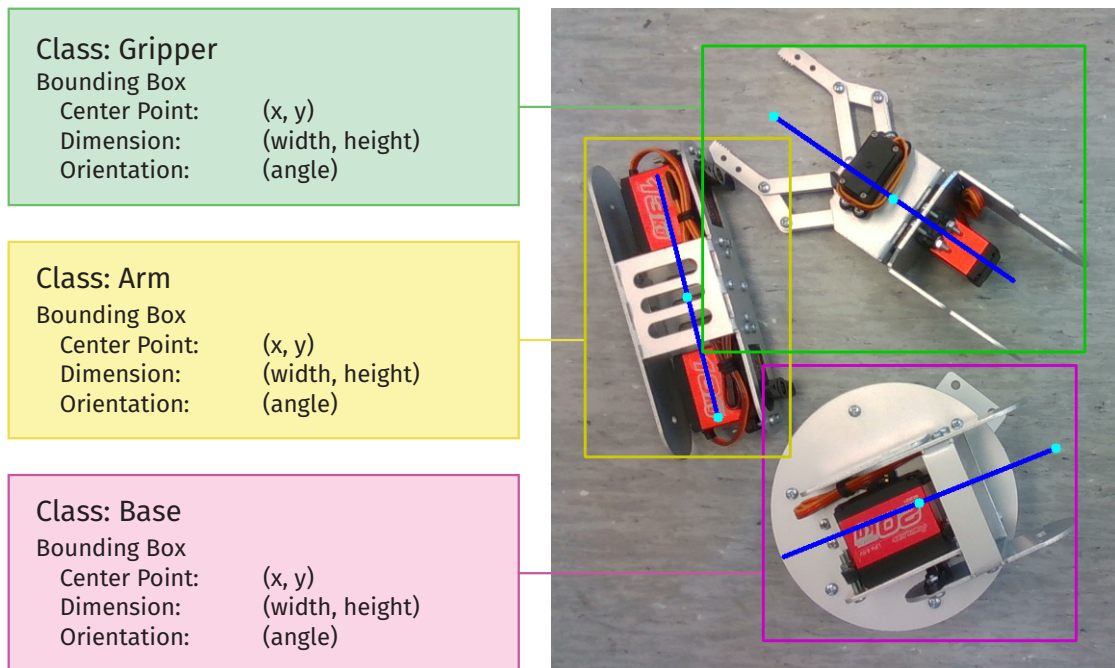 Class: Gripper
Bounding Box
Center Point: (x, y)
Dimension: (width, height)
Orientation: (angle)
Class: Arm
Bounding Box
Center Point: (x, y)
Dimension: (width, height)
Orientation: (angle)
Class: Base
Bounding Box
Center Point: (x, y)
Dimension: (width, height)
Orientation: (angle)
20KG